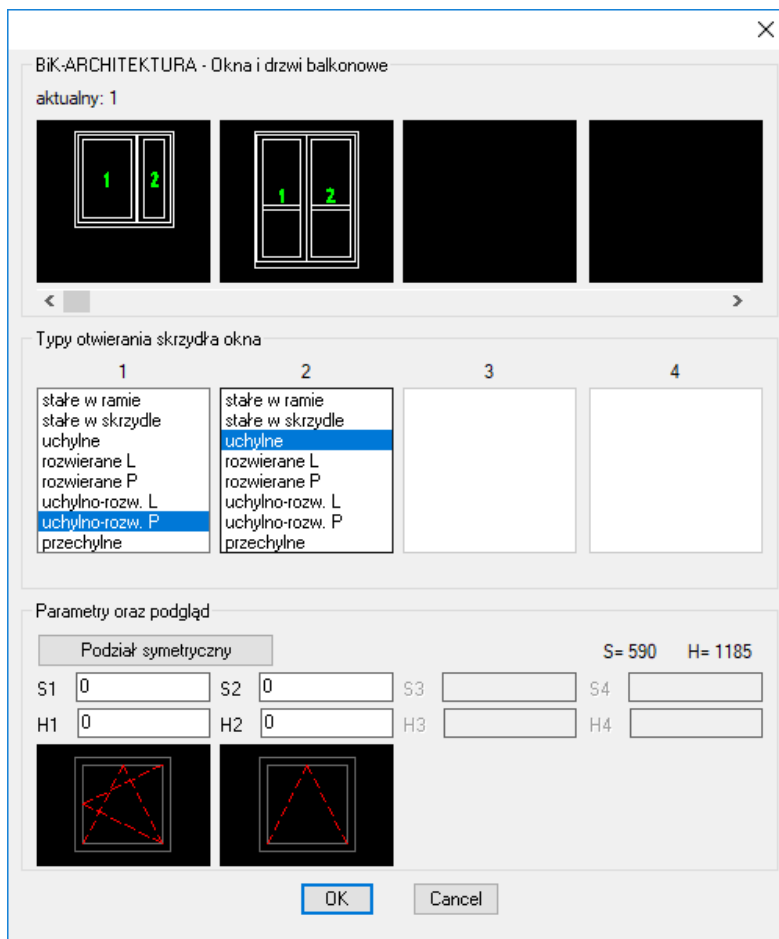 BiK-ARCHITEKTURA - Okna i drzwi balkonowe
aktualny: 1
1 2 1 2
Typy otwierania skrzydła okna
1 2 3 4
stałe w ramie
stałe w skrzydle
uchylne
rozwierane L
rozwierane P
uchylno-rozw. L
uchylno-rozw. P
przechylne
stałe w ramie
stałe w skrzydle
uchylne
rozwierane L
rozwierane P
uchylno-rozw. L
uchylno-rozw. P
przechylne
Parametry oraz podgląd
Podział symetryczny S= 590 H= 1185
S1 0 S2 0 S3 S4
H1 0 H2 0 H3 H4
OK Cancel